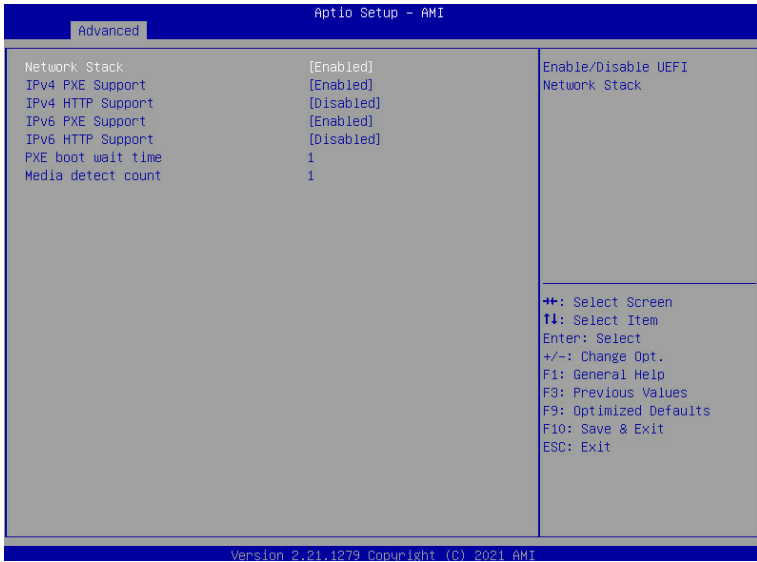 Aptio Setup – AMI
Advanced
Network Stack [Enabled]
IPv4 PXE Support [Enabled]
IPv4 HTTP Support [Disabled]
IPv6 PXE Support [Enabled]
IPv6 HTTP Support [Disabled]
PXE boot wait time 1
Media detect count 1
Enable/Disable UEFI
Network Stack
→←: Select Screen
↑↓: Select Item
Enter: Select
+/-: Change Opt.
F1: General Help
F3: Previous Values
F9: Optimized Defaults
F10: Save & Exit
ESC: Exit
Version 2.21.1279 Copyright (C) 2021 AMI